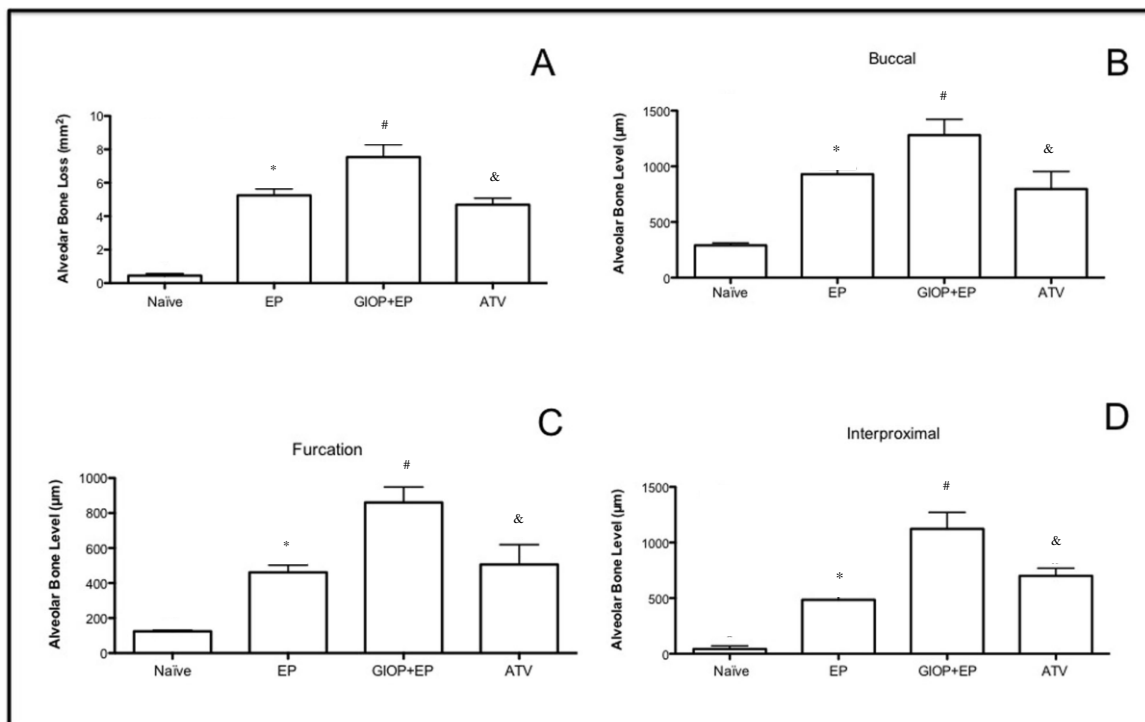 A
Alveolar Bone Loss (mm²)
10
8
6
4
2
0
*
#
&
Naïve EP GIOP+EP ATV
B
Buccal
Alveolar Bone Level (µm)
1500
1000
500
0
*
#
&
Naïve EP GIOP+EP ATV
C
Furcation
Alveolar Bone Level (µm)
1000
800
600
400
200
0
*
#
&
Naïve EP GIOP+EP ATV
D
Interproximal
Alveolar Bone Level (µm)
1500
1000
500
0
*
#
&
Naïve EP GIOP+EP ATV